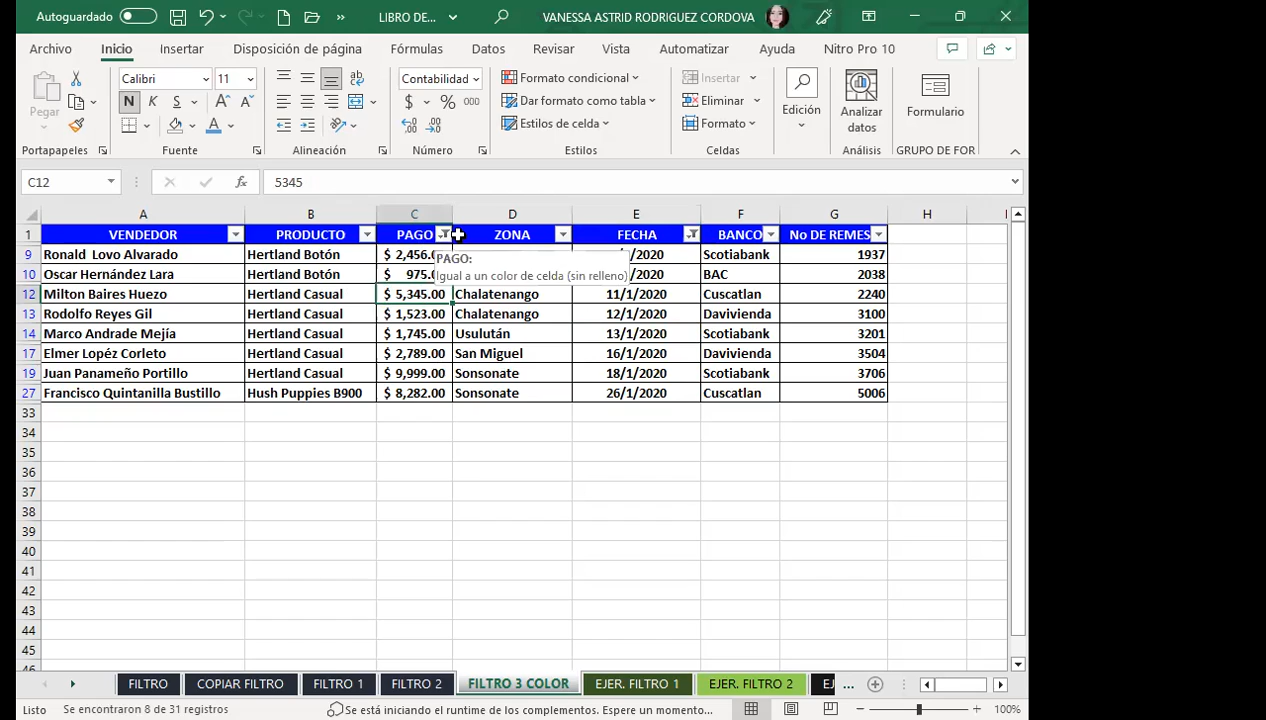 Autoguardado LIBRO DE... VANESSA ASTRID RODRIGUEZ CORDOVA
Archivo Inicio Insertar Disposición de página Fórmulas Datos Revisar Vista Automatizar Ayuda Nitro Pro 10
Pegar
Calibri 11
N K S
Contabilidad
$ % 000
Formato condicional
Dar formato como tabla
Estilos de celda
Insertar
Eliminar
Formato
Edición
Analizar datos
Formulario
Portapapeles Fuente Alineación Número Estilos Celdas Análisis GRUPO DE FOR
C12 fx 5345
A B C D E F G H I
1 VENDEDOR PRODUCTO PAGO ZONA FECHA BANCO No DE REMES
9 Ronald Lovo Alvarado Hertland Botón $ 2,456. /2020 Scotiabank 1937
PAGO:
10 Oscar Hernández Lara Hertland Botón $ 975. /2020 BAC 2038
Igual a un color de celda (sin relleno)
12 Milton Baires Huezo Hertland Casual $ 5,345.00 Chalatenango 11/1/2020 Cuscatlan 2240
13 Rodolfo Reyes Gil Hertland Casual $ 1,523.00 Chalatenango 12/1/2020 Davivienda 3100
14 Marco Andrade Mejía Hertland Casual $ 1,745.00 Usulután 13/1/2020 Scotiabank 3201
17 Elmer Lopéz Corleto Hertland Casual $ 2,789.00 San Miguel 16/1/2020 Davivienda 3504
19 Juan Panameño Portillo Hertland Casual $ 9,999.00 Sonsonate 18/1/2020 Scotiabank 3706
27 Francisco Quintanilla Bustillo Hush Puppies B900 $ 8,282.00 Sonsonate 26/1/2020 Cuscatlan 5006
33
34
35
36
37
38
39
40
41
42
43
44
45
46
FILTRO COPIAR FILTRO FILTRO 1 FILTRO 2 FILTRO 3 COLOR EJER. FILTRO 1 EJER. FILTRO 2 EJ ...
Listo Se encontraron 8 de 31 registros Se está iniciando el runtime de los complementos. Espere un momento... 100%